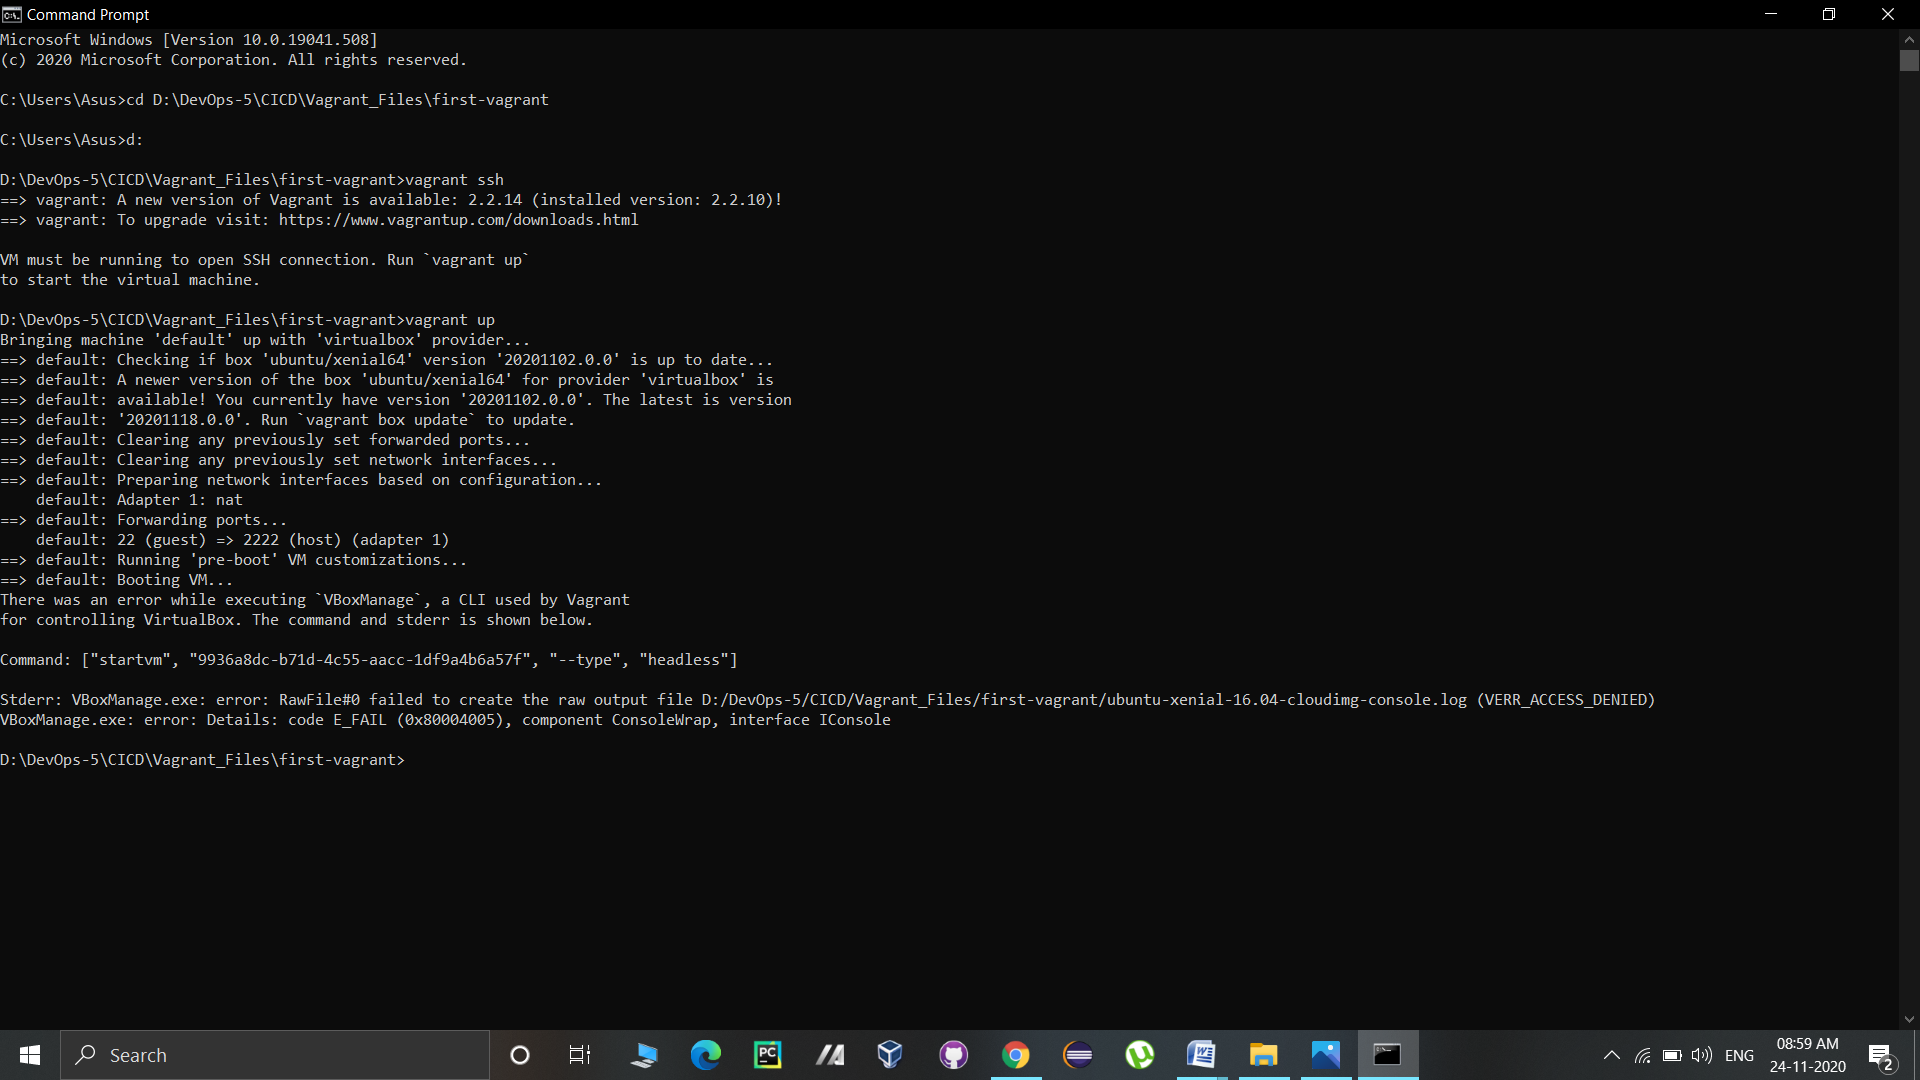 Command Prompt
Microsoft Windows [Version 10.0.19041.508]
(c) 2020 Microsoft Corporation. All rights reserved.
C:\Users\Asus>cd D:\DevOps-5\CICD\Vagrant_Files\first-vagrant
C:\Users\Asus>d:
D:\DevOps-5\CICD\Vagrant_Files\first-vagrant>vagrant ssh
==> vagrant: A new version of Vagrant is available: 2.2.14 (installed version: 2.2.10)!
==> vagrant: To upgrade visit: https://www.vagrantup.com/downloads.html
VM must be running to open SSH connection. Run `vagrant up`
to start the virtual machine.
D:\DevOps-5\CICD\Vagrant_Files\first-vagrant>vagrant up
Bringing machine 'default' up with 'virtualbox' provider...
==> default: Checking if box 'ubuntu/xenial64' version '20201102.0.0' is up to date...
==> default: A newer version of the box 'ubuntu/xenial64' for provider 'virtualbox' is
==> default: available! You currently have version '20201102.0.0'. The latest is version
==> default: '20201118.0.0'. Run `vagrant box update` to update.
==> default: Clearing any previously set forwarded ports...
==> default: Clearing any previously set network interfaces...
==> default: Preparing network interfaces based on configuration...
    default: Adapter 1: nat
==> default: Forwarding ports...
    default: 22 (guest) => 2222 (host) (adapter 1)
==> default: Running 'pre-boot' VM customizations...
==> default: Booting VM...
There was an error while executing `VBoxManage`, a CLI used by Vagrant
for controlling VirtualBox. The command and stderr is shown below.
Command: ["startvm", "9936a8dc-b71d-4c55-aacc-1df9a4b6a57f", "--type", "headless"]
Stderr: VBoxManage.exe: error: RawFile#0 failed to create the raw output file D:/DevOps-5/CICD/Vagrant_Files/first-vagrant/ubuntu-xenial-16.04-cloudimg-console.log (VERR_ACCESS_DENIED)
VBoxManage.exe: error: Details: code E_FAIL (0x80004005), component ConsoleWrap, interface IConsole
D:\DevOps-5\CICD\Vagrant_Files\first-vagrant>
Search
PC
W
ENG
08:59 AM
24-11-2020
2